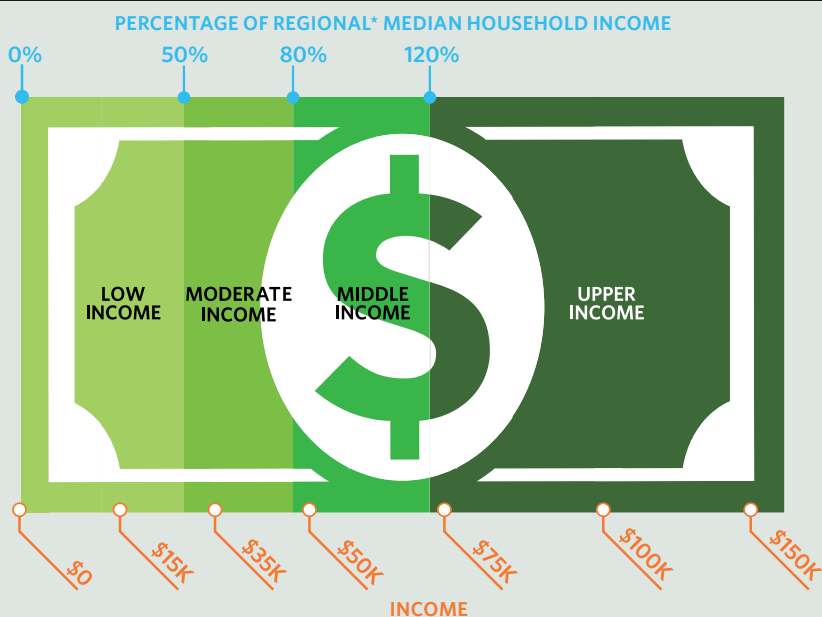 PERCENTAGE OF REGIONAL* MEDIAN HOUSEHOLD INCOME
0% 50% 80% 120%
LOW
INCOME
MODERATE
INCOME
MIDDLE
INCOME
UPPER
INCOME
$
$0 $15K $35K $50K $75K $100K $150K
INCOME